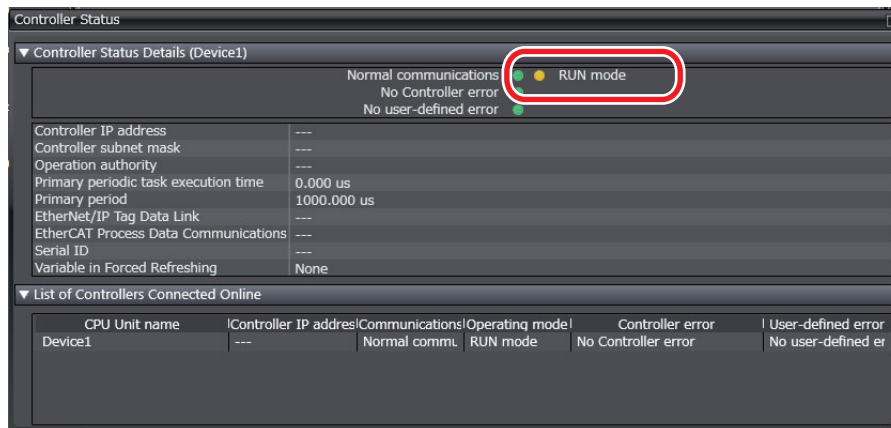 Controller Status
▼ Controller Status Details (Device1)
Normal communications RUN mode
No Controller error
No user-defined error
Controller IP address ---
Controller subnet mask ---
Operation authority ---
Primary periodic task execution time 0.000 us
Primary period 1000.000 us
EtherNet/IP Tag Data Link ---
EtherCAT Process Data Communications ---
Serial ID ---
Variable in Forced Refreshing None
▼ List of Controllers Connected Online
CPU Unit name |Controller IP addres|Communications|Operating mode| Controller error | User-defined error
Device1 --- Normal commu RUN mode No Controller error No user-defined er